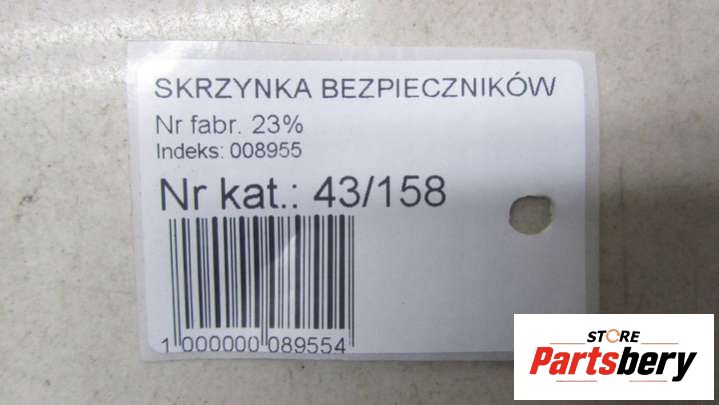 SKRZYNKA BEZPIECZNIKÓW
Nr fabr. 23%
Indeks: 008955
Nr kat.: 43/158
1 000000 089554
STORE
Partsbery